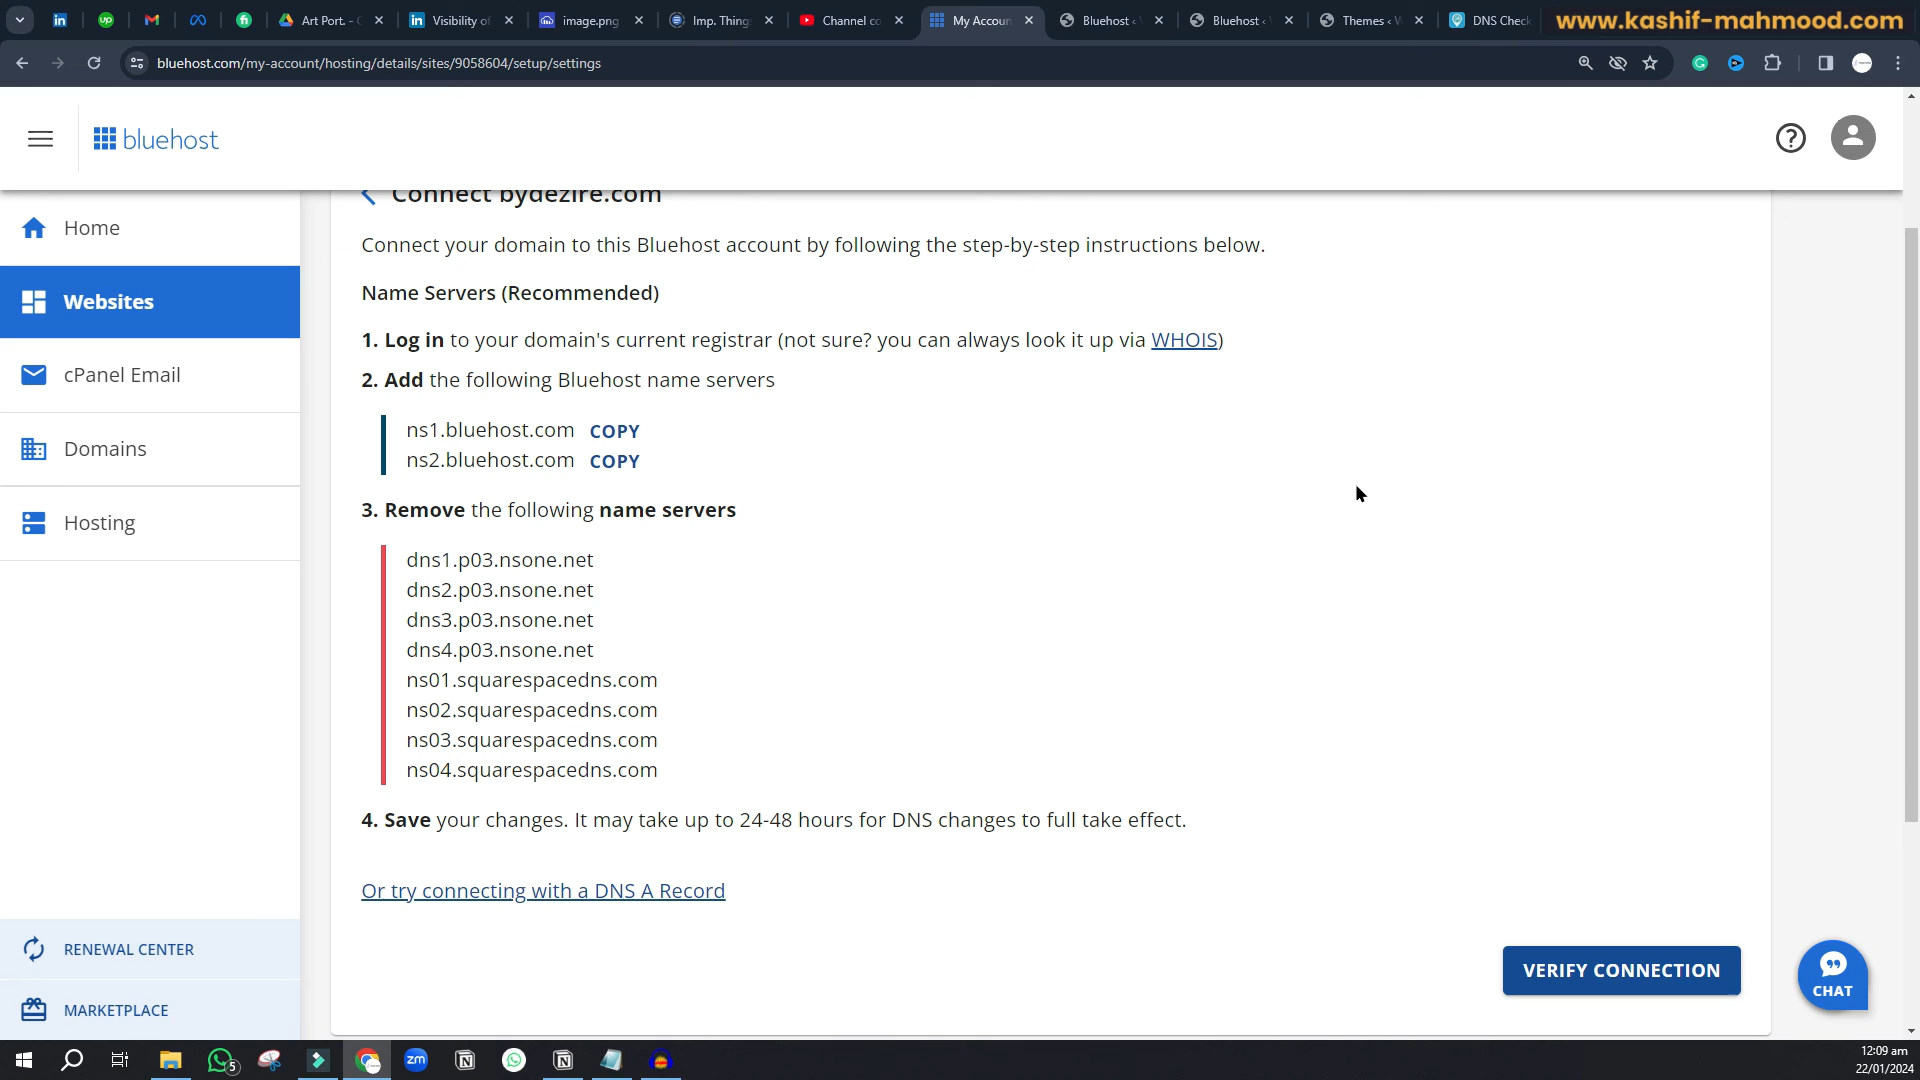 Art Port. - G
Visibility of
image.png
Imp. Thing
Channel co
My Accoun
Bluehost ‹ W
Bluehost ‹ W
Themes ‹ W
DNS Check
www.kashif-mahmood.com
bluehost.com/my-account/hosting/details/sites/9058604/setup/settings
bluehost
Home
Websites
cPanel Email
Domains
Hosting
RENEWAL CENTER
MARKETPLACE
Connect bydezire.com
Connect your domain to this Bluehost account by following the step-by-step instructions below.
Name Servers (Recommended)
1. Log in to your domain's current registrar (not sure? you can always look it up via WHOIS)
2. Add the following Bluehost name servers
ns1.bluehost.com COPY
ns2.bluehost.com COPY
3. Remove the following name servers
dns1.p03.nsone.net
dns2.p03.nsone.net
dns3.p03.nsone.net
dns4.p03.nsone.net
ns01.squarespacedns.com
ns02.squarespacedns.com
ns03.squarespacedns.com
ns04.squarespacedns.com
4. Save your changes. It may take up to 24-48 hours for DNS changes to full take effect.
Or try connecting with a DNS A Record
VERIFY CONNECTION
CHAT
5
zm
12:09 am
22/01/2024